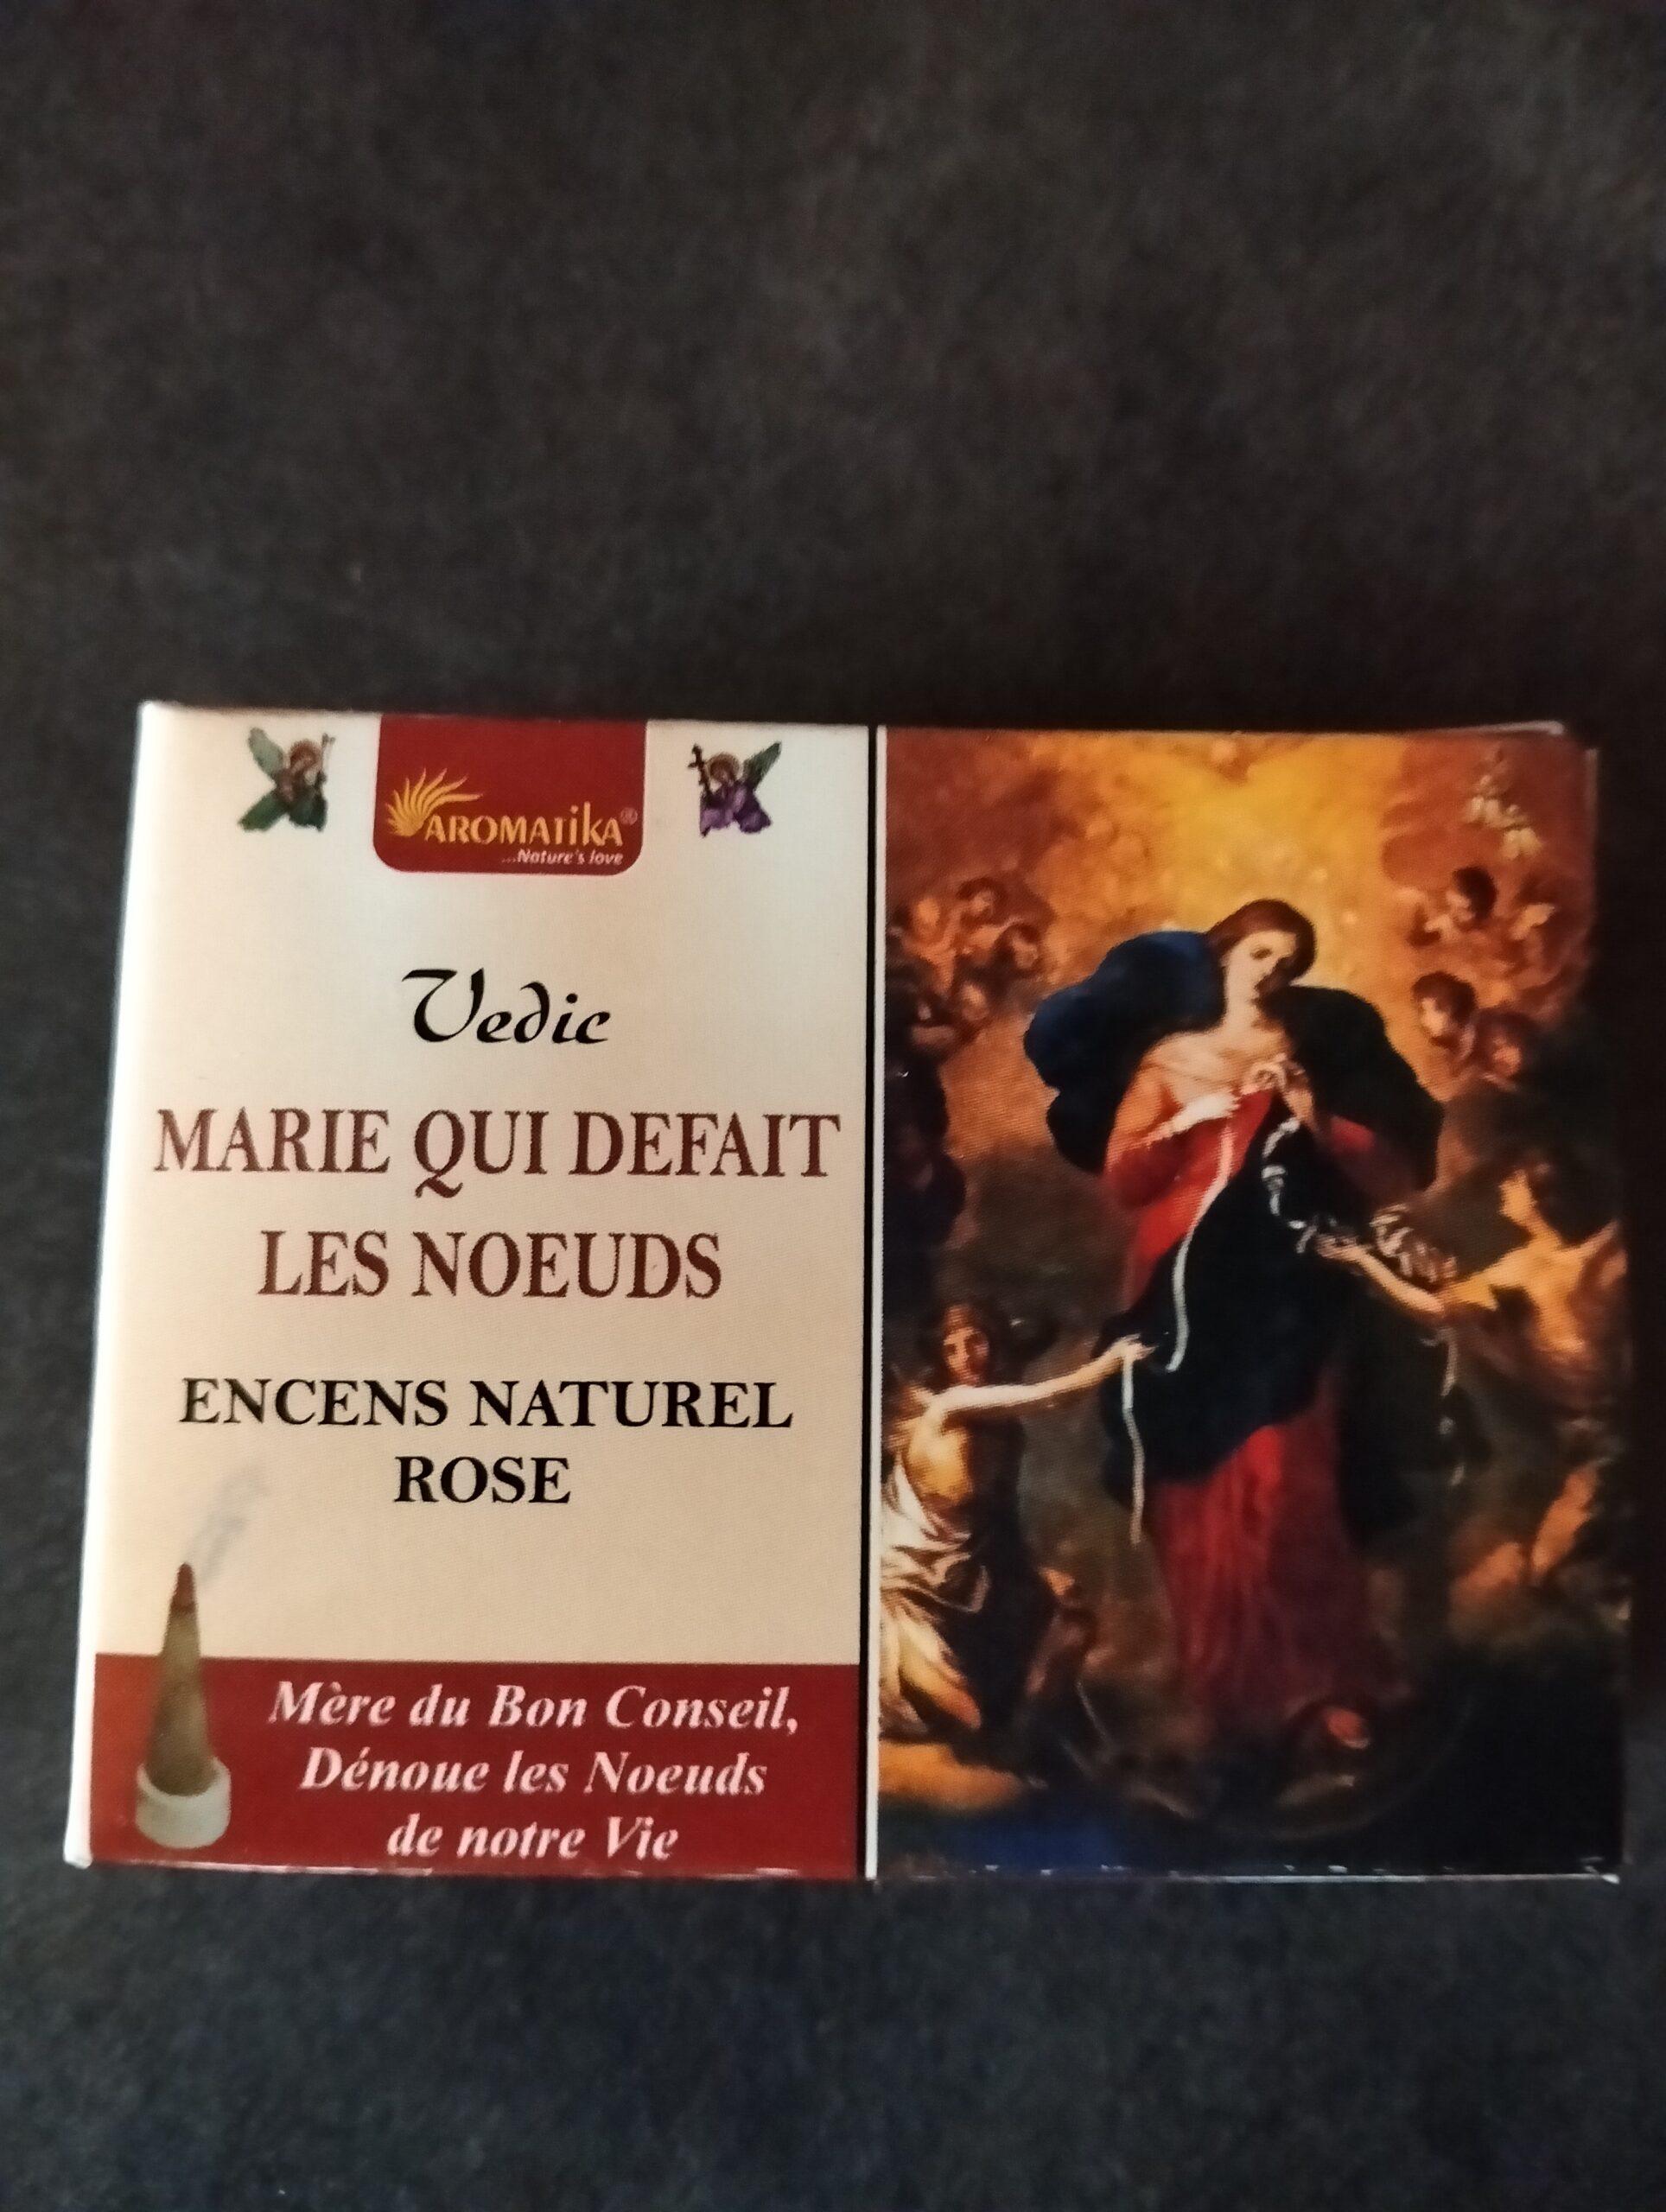 AROMATIKA®
...Nature's love
Vedic
MARIE QUI DEFAIT
LES NOEUDS
ENCENS NATUREL
ROSE
Mère du Bon Conseil,
Dénoue les Noeuds
de notre Vie